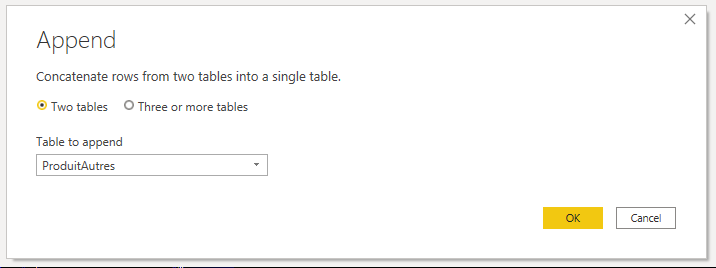 Append
Concatenate rows from two tables into a single table.
Two tables Three or more tables
Table to append
ProduitAutres
OK Cancel